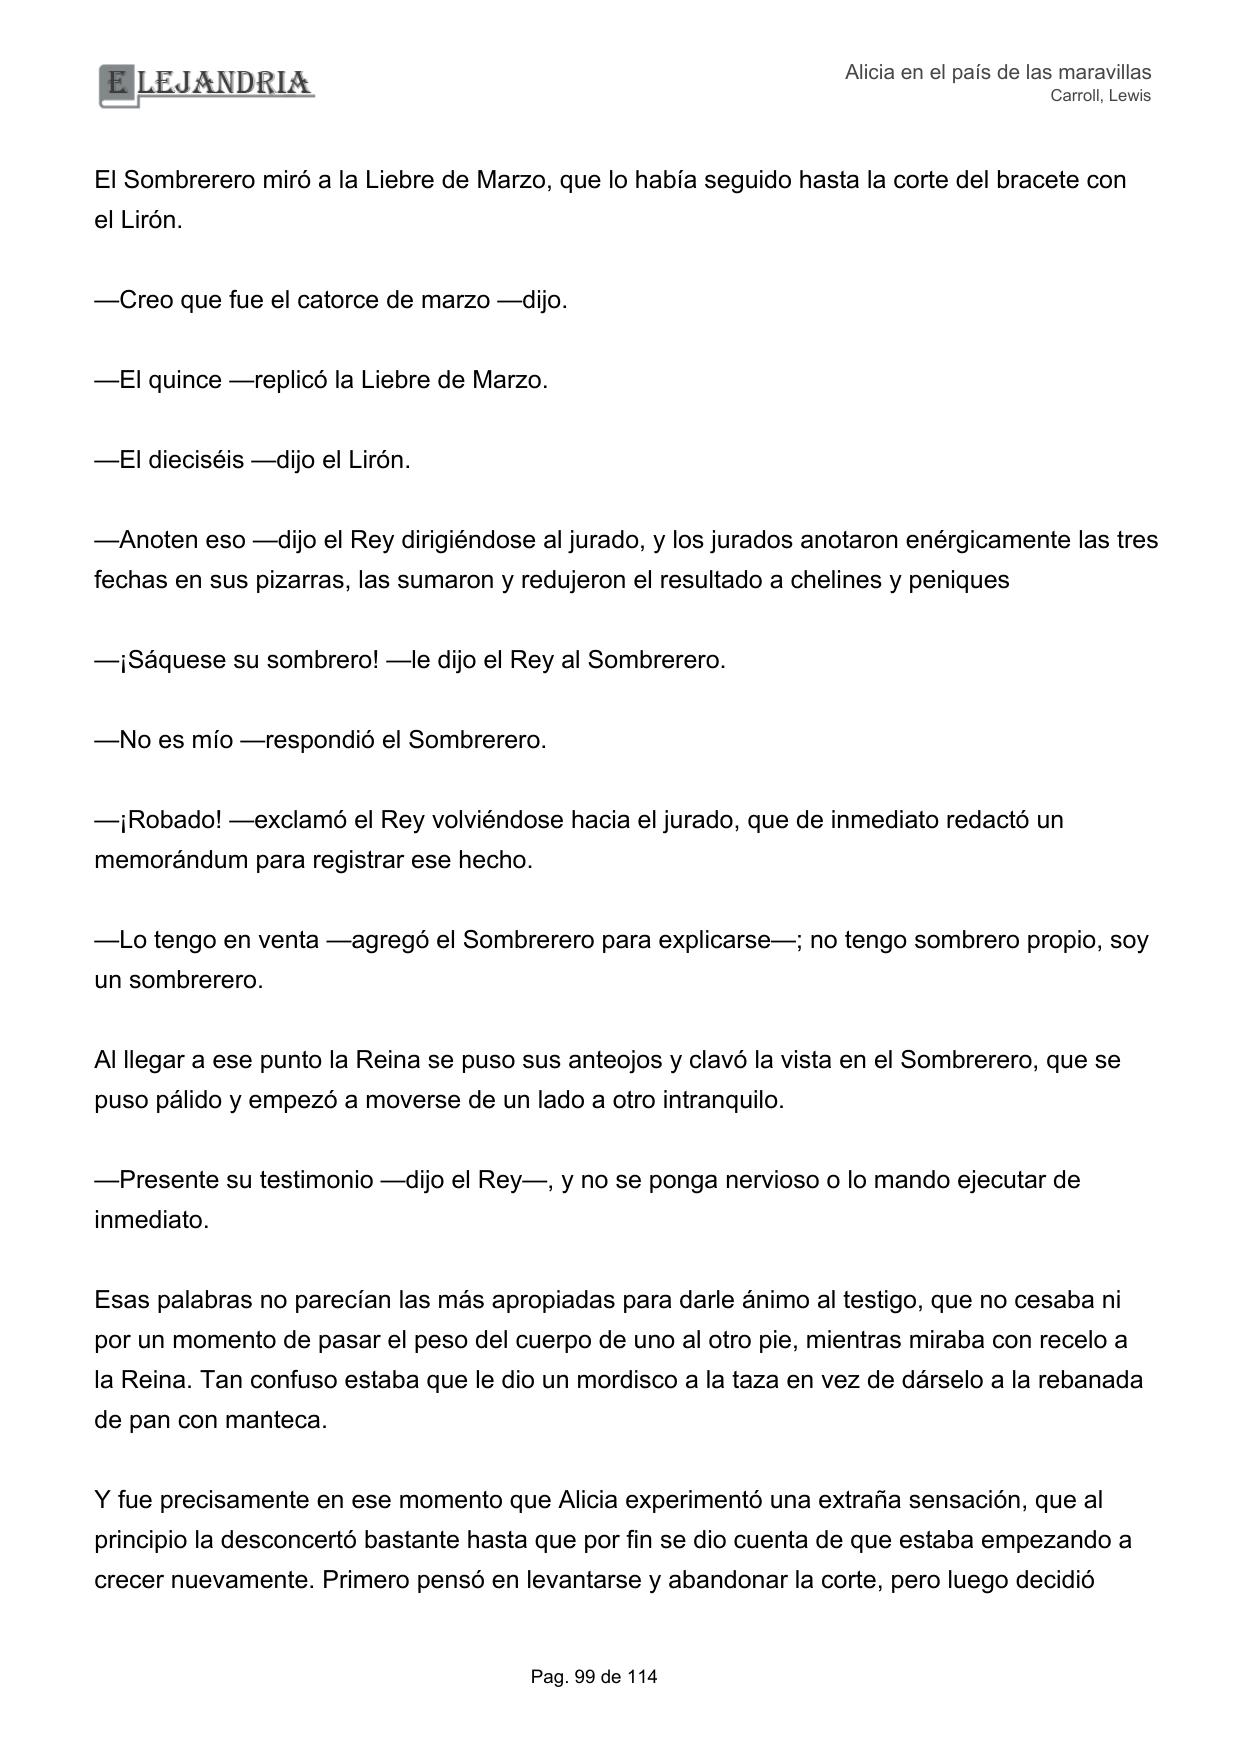 ELEJANDRIA
Alicia en el país de las maravillas
Carroll, Lewis
El Sombrerero miró a la Liebre de Marzo, que lo había seguido hasta la corte del bracete con
el Lirón.
—Creo que fue el catorce de marzo —dijo.
—El quince —replicó la Liebre de Marzo.
—El dieciséis —dijo el Lirón.
—Anoten eso —dijo el Rey dirigiéndose al jurado, y los jurados anotaron enérgicamente las tres
fechas en sus pizarras, las sumaron y redujeron el resultado a chelines y peniques
—¡Sáquese su sombrero! —le dijo el Rey al Sombrerero.
—No es mío —respondió el Sombrerero.
—¡Robado! —exclamó el Rey volviéndose hacia el jurado, que de inmediato redactó un
memorándum para registrar ese hecho.
—Lo tengo en venta —agregó el Sombrerero para explicarse—; no tengo sombrero propio, soy
un sombrerero.
Al llegar a ese punto la Reina se puso sus anteojos y clavó la vista en el Sombrerero, que se
puso pálido y empezó a moverse de un lado a otro intranquilo.
—Presente su testimonio —dijo el Rey—, y no se ponga nervioso o lo mando ejecutar de
inmediato.
Esas palabras no parecían las más apropiadas para darle ánimo al testigo, que no cesaba ni
por un momento de pasar el peso del cuerpo de uno al otro pie, mientras miraba con recelo a
la Reina. Tan confuso estaba que le dio un mordisco a la taza en vez de dárselo a la rebanada
de pan con manteca.
Y fue precisamente en ese momento que Alicia experimentó una extraña sensación, que al
principio la desconcertó bastante hasta que por fin se dio cuenta de que estaba empezando a
crecer nuevamente. Primero pensó en levantarse y abandonar la corte, pero luego decidió
Pag. 99 de 114